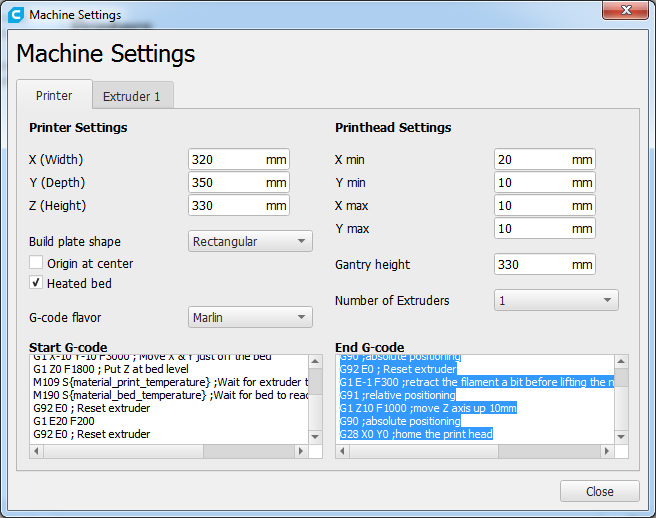 Machine Settings
Machine Settings
Printer
Extruder 1
Printer Settings
X (Width)
320 mm
Y (Depth)
350 mm
Z (Height)
330 mm
Build plate shape
Rectangular
Origin at center
Heated bed
G-code flavor
Marlin
Printhead Settings
X min
20 mm
Y min
10 mm
X max
10 mm
Y max
10 mm
Gantry height
330 mm
Number of Extruders
1
Start G-code
G1 X-10 Y-10 F3000 ; Move X & Y just off the bed
G1 Z0 F1800 ; Put Z at bed level
M109 S{material_print_temperature} ;Wait for extruder t
M190 S{material_bed_temperature} ;Wait for bed to reac
G92 E0 ; Reset extruder
G1 E20 F200
G92 E0 ; Reset extruder
End G-code
G90 ;absolute positioning
G92 E0 ; Reset extruder
G1 E-1 F300 ;retract the filament a bit before lifting the n
G91 ;relative positioning
G1 Z10 F1000 ;move Z axis up 10mm
G90 ;absolute positioning
G28 X0 Y0 ;home the print head
Close